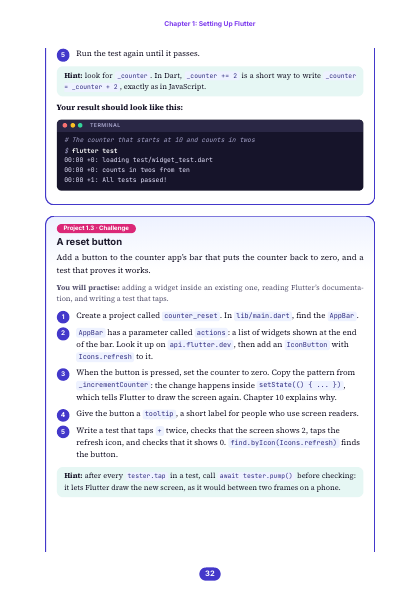 Chapter 1: Setting Up Flutter
5 Run the test again until it passes.
Hint: look for _counter. In Dart, _counter += 2 is a short way to write _counter
= _counter + 2, exactly as in JavaScript.
Your result should look like this:
TERMINAL
# The counter that starts at 10 and counts in twos
$ flutter test
00:00 +0: loading test/widget_test.dart
00:00 +0: counts in twos from ten
00:00 +1: All tests passed!
Project 1.3 · Challenge
A reset button
Add a button to the counter app's bar that puts the counter back to zero, and a
test that proves it works.
You will practise: adding a widget inside an existing one, reading Flutter's documenta-
tion, and writing a test that taps.
1 Create a project called counter_reset. In lib/main.dart, find the AppBar.
2 AppBar has a parameter called actions: a list of widgets shown at the end
of the bar. Look it up on api.flutter.dev, then add an IconButton with
Icons.refresh to it.
3 When the button is pressed, set the counter to zero. Copy the pattern from
_incrementCounter: the change happens inside setState(() { ... }),
which tells Flutter to draw the screen again. Chapter 10 explains why.
4 Give the button a tooltip, a short label for people who use screen readers.
5 Write a test that taps + twice, checks that the screen shows 2, taps the
refresh icon, and checks that it shows 0. find.byIcon(Icons.refresh) finds
the button.
Hint: after every tester.tap in a test, call await tester.pump() before checking:
it lets Flutter draw the new screen, as it would between two frames on a phone.
32